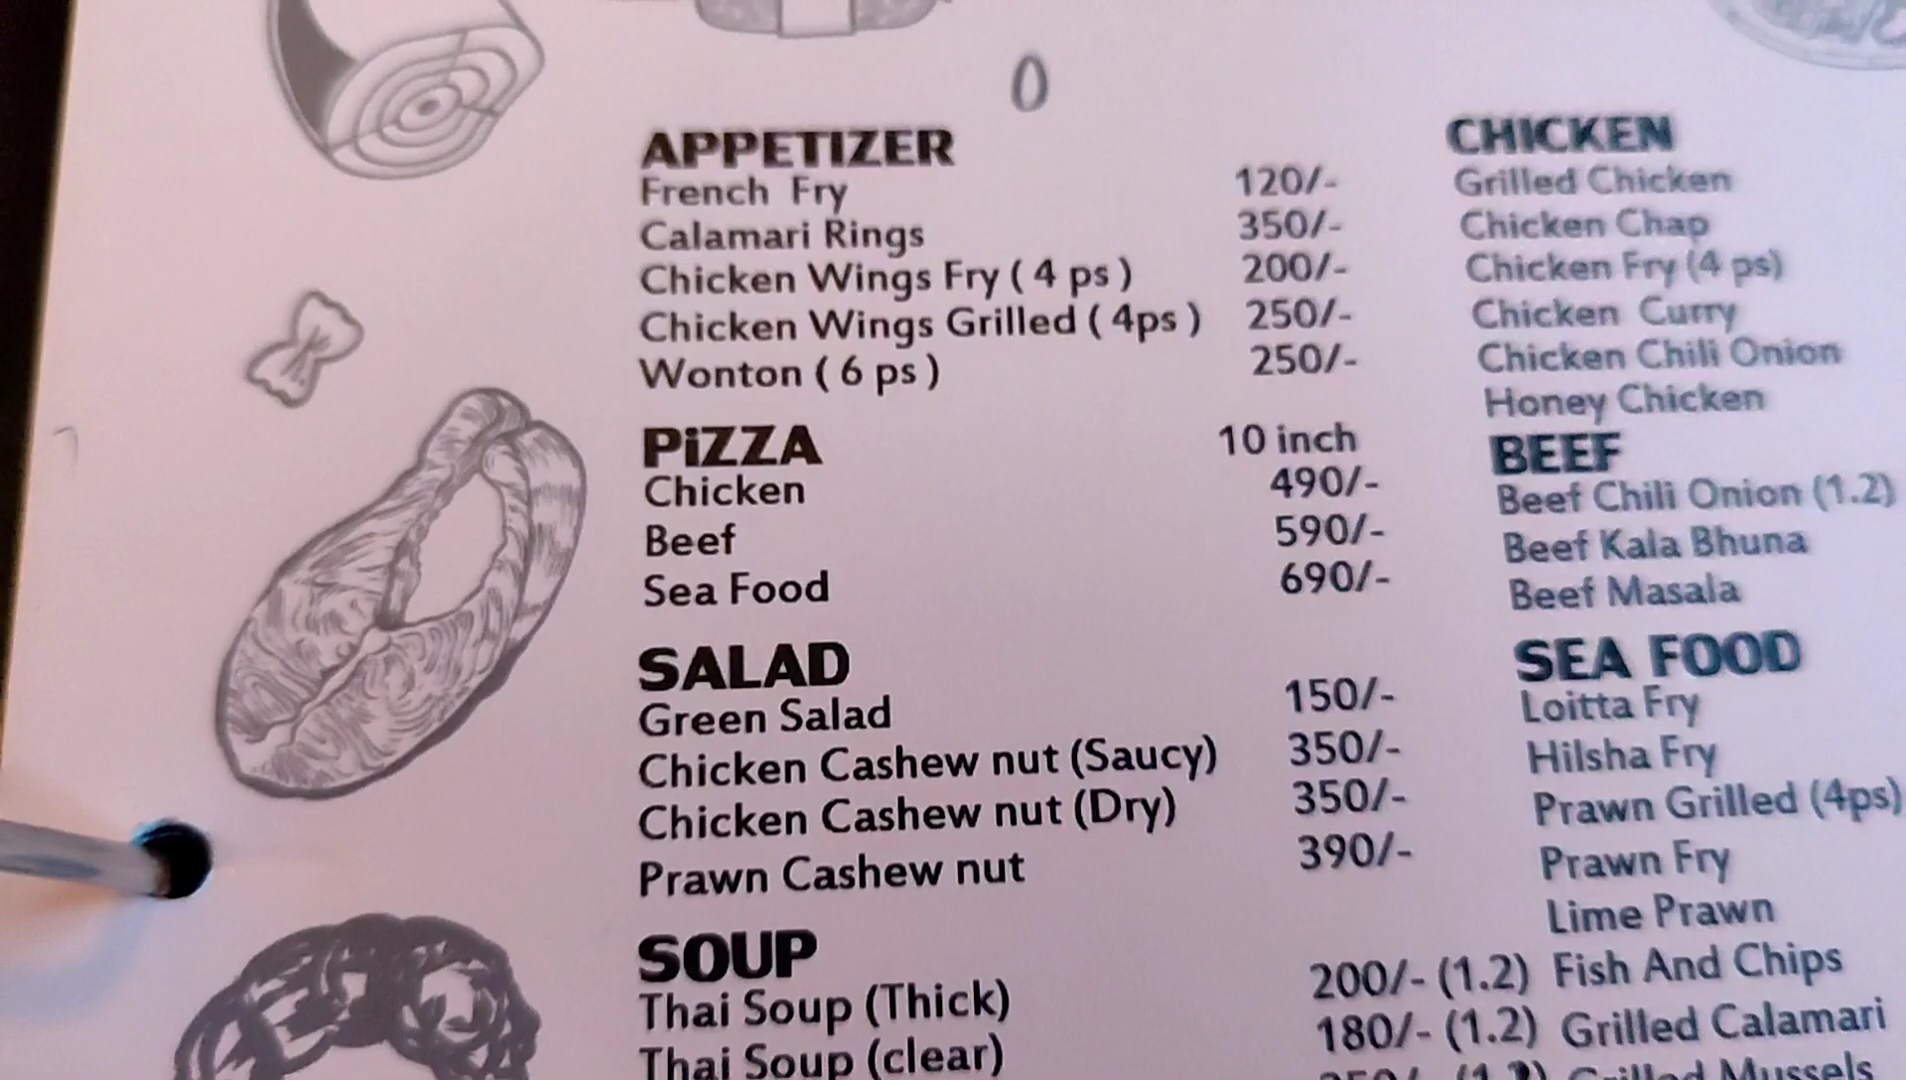 APPETIZER
French Fry 120/-
Calamari Rings 350/-
Chicken Wings Fry ( 4 ps ) 200/-
Chicken Wings Grilled ( 4ps ) 250/-
Wonton ( 6 ps ) 250/-
PiZZA 10 inch
Chicken 490/-
Beef 590/-
Sea Food 690/-
SALAD
Green Salad 150/-
Chicken Cashew nut (Saucy) 350/-
Chicken Cashew nut (Dry) 350/-
Prawn Cashew nut 390/-
SOUP
Thai Soup (Thick) 200/- (1.2)
Thai Soup (clear) 180/- (1.2)
CHICKEN
Grilled Chicken
Chicken Chap
Chicken Fry (4 ps)
Chicken Curry
Chicken Chili Onion
Honey Chicken
BEEF
Beef Chili Onion (1.2)
Beef Kala Bhuna
Beef Masala
SEA FOOD
Loitta Fry
Hilsha Fry
Prawn Grilled (4ps)
Prawn Fry
Lime Prawn
Fish And Chips
Grilled Calamari
Grilled Mussels